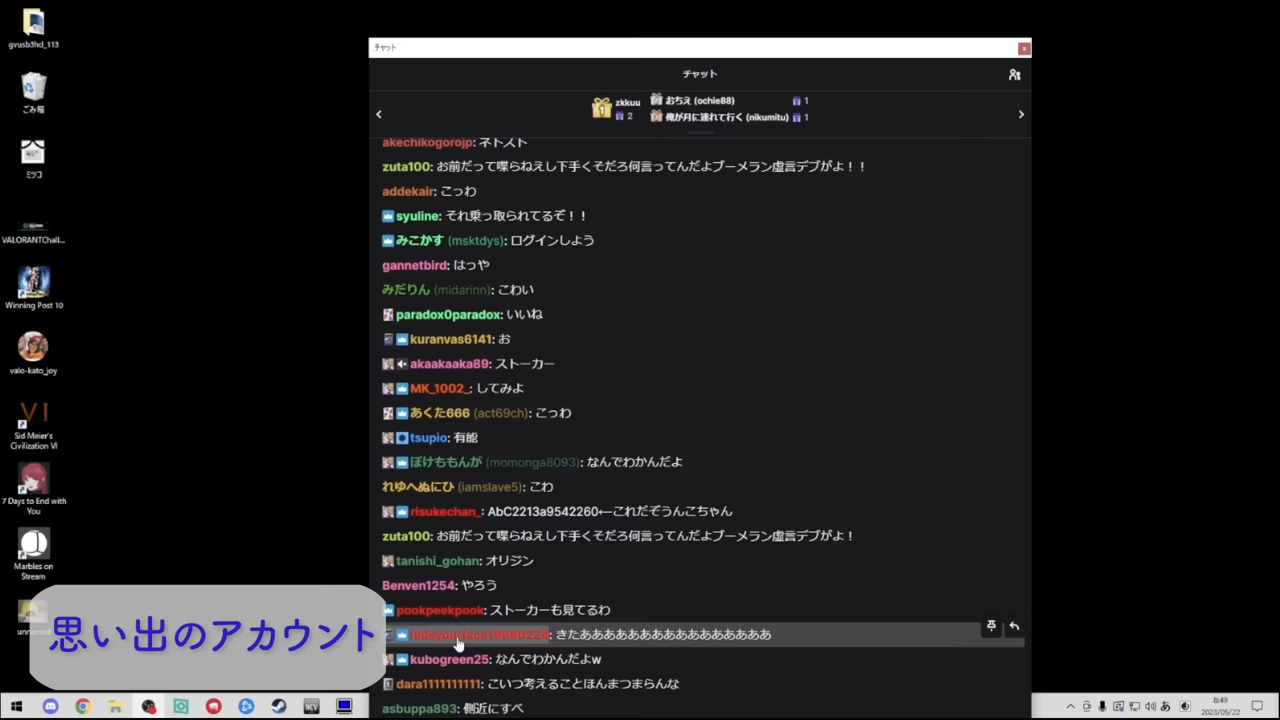 gvusb3hd_113
ごみ箱
ミツコ
VALORANTChall...
Winning Post 10
valo-kato_joy
Sid Meier's
Civilization VI
7 Days to End with
You
Marbles on
Stream
思い出のアカウント
チャット
チャット
zkkuu
2
おちえ (ochie88) 1
俺が月に連れて行く (nikumitu) 1
akechikogorojp: ネトスト
zuta100: お前だって喋らねえし下手くそだろ何言ってんだよブーメラン虚言デブがよ！！
addekair: こっわ
syuline: それ乗っ取られてるぞ！！
みこかす (msktdys): ログインしよう
gannetbird: はっや
みだりん (midarinn): こわい
paradox0paradox: いいね
kuranvas6141: お
akaakaaka89: ストーカー
MK_1002_: してみよ
あくた666 (act69ch): こっわ
tsupio: 有能
ぼけももんが (momonga8093): なんでわかんだよ
れゆへぬにひ (iamslave5): こわ
risukechan_: AbC2213a9542260←これだぞうんこちゃん
zuta100: お前だって喋らねえし下手くそだろ何言ってんだよブーメラン虚言デブがよ！
tanishi_gohan: オリジン
Benven1254: やろう
pookpeekpook: ストーカーも見てるわ
きたああああああああああああああああ
kubogreen25: なんでわかんだよw
dara1111111111: こいつ考えることほんまつまらんな
asbuppa893: 側近にすべ
NCV
あ
8:49
2023/05/22